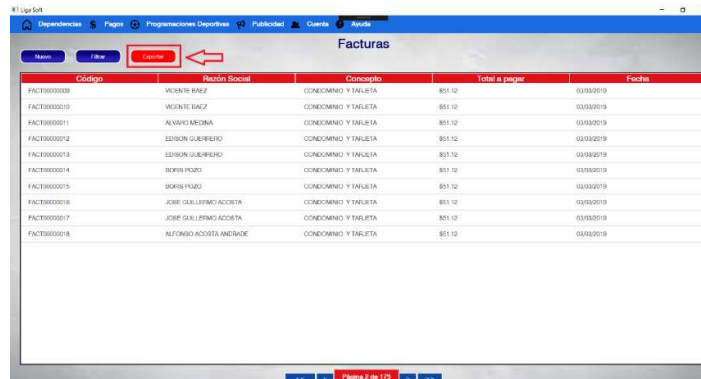 Liga Soft
Dependencias $ Pagos Programaciones Deportivas Publicidad Cuenta Ayuda
Facturas
Nuevo Filtrar Exportar
Código Razón Social Concepto Total a pagar Fecha
FACT00000009 VICENTE BAEZ CONDOMINIO Y TARJETA $51.12 03/03/2019
FACT00000010 VICENTE BAEZ CONDOMINIO Y TARJETA $51.12 03/03/2019
FACT00000011 ALVARO MEDINA CONDOMINIO Y TARJETA $51.12 03/03/2019
FACT00000012 EDISON GUERRERO CONDOMINIO Y TARJETA $51.12 03/03/2019
FACT00000013 EDISON GUERRERO CONDOMINIO Y TARJETA $51.12 03/03/2019
FACT00000014 BORIS POZO CONDOMINIO Y TARJETA $51.12 03/03/2019
FACT00000015 BORIS POZO CONDOMINIO Y TARJETA $51.12 03/03/2019
FACT00000016 JOSE GUILLERMO ACOSTA CONDOMINIO Y TARJETA $51.12 03/03/2019
FACT00000017 JOSE GUILLERMO ACOSTA CONDOMINIO Y TARJETA $51.12 03/03/2019
FACT00000018 ALFONSO ACOSTA ANDRADE CONDOMINIO Y TARJETA $51.12 03/03/2019
<< < Página 2 de 175 > >>